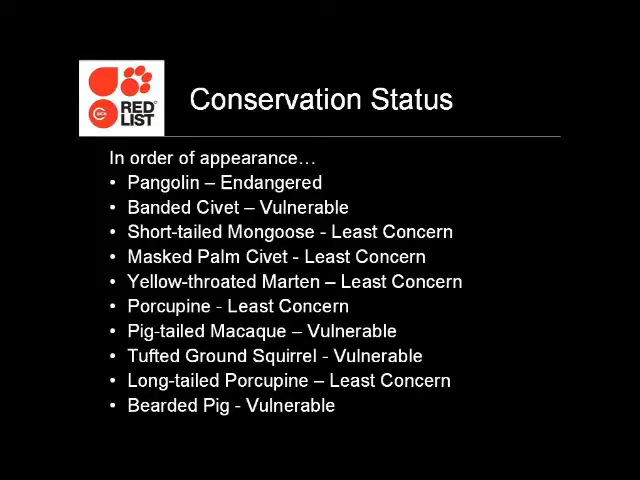 RED
LIST
Conservation Status
In order of appearance…
• Pangolin – Endangered
• Banded Civet – Vulnerable
• Short-tailed Mongoose - Least Concern
• Masked Palm Civet - Least Concern
• Yellow-throated Marten – Least Concern
• Porcupine - Least Concern
• Pig-tailed Macaque – Vulnerable
• Tufted Ground Squirrel - Vulnerable
• Long-tailed Porcupine – Least Concern
• Bearded Pig - Vulnerable